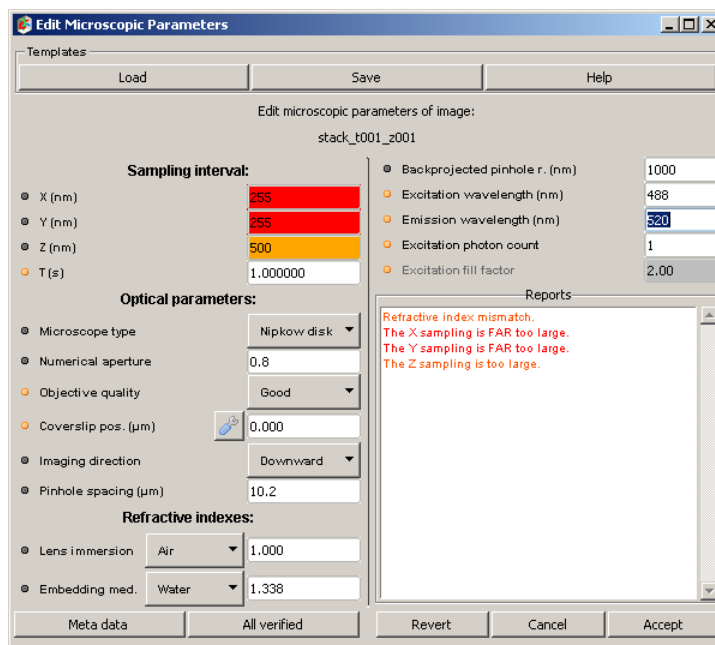 Edit Microscopic Parameters
Templates
Load Save Help
Edit microscopic parameters of image:
stack_t001_z001
Sampling interval:
X (nm) 255
Y (nm) 255
Z (nm) 500
T (s) 1.000000
Optical parameters:
Microscope type Nipkow disk
Numerical aperture 0.8
Objective quality Good
Coverslip pos. (µm) 0.000
Imaging direction Downward
Pinhole spacing (µm) 10.2
Refractive indexes:
Lens immersion Air 1.000
Embedding med. Water 1.338
Backprojected pinhole r. (nm) 1000
Excitation wavelength (nm) 488
Emission wavelength (nm) 520
Excitation photon count 1
Excitation fill factor 2.00
Reports
Refractive index mismatch.
The X sampling is FAR too large.
The Y sampling is FAR too large.
The Z sampling is too large.
Meta data All verified Revert Cancel Accept